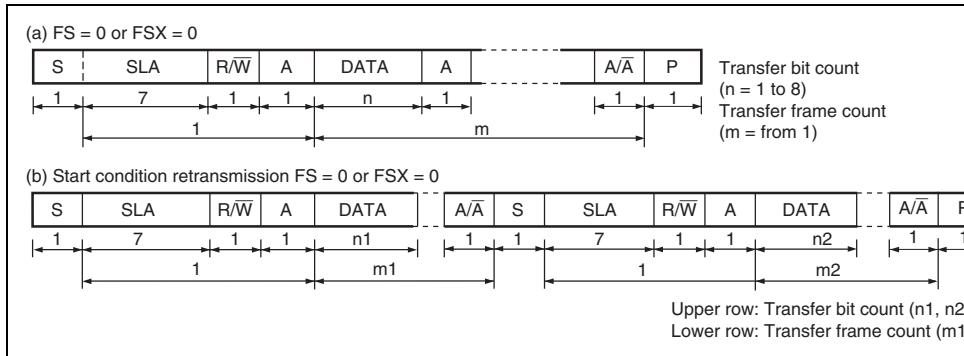 (a) FS = 0 or FSX = 0
S SLA R/W̅ A DATA A A/A̅ P
1 7 1 1 n 1 1 1
1 m
Transfer bit count
(n = 1 to 8)
Transfer frame count
(m = from 1)
(b) Start condition retransmission FS = 0 or FSX = 0
S SLA R/W̅ A DATA A/A̅ S SLA R/W̅ A DATA A/A̅
1 7 1 1 n1 1 1 7 1 1 n2 1 1
1 m1 1 m2
Upper row: Transfer bit count (n1, n2
Lower row: Transfer frame count (m1